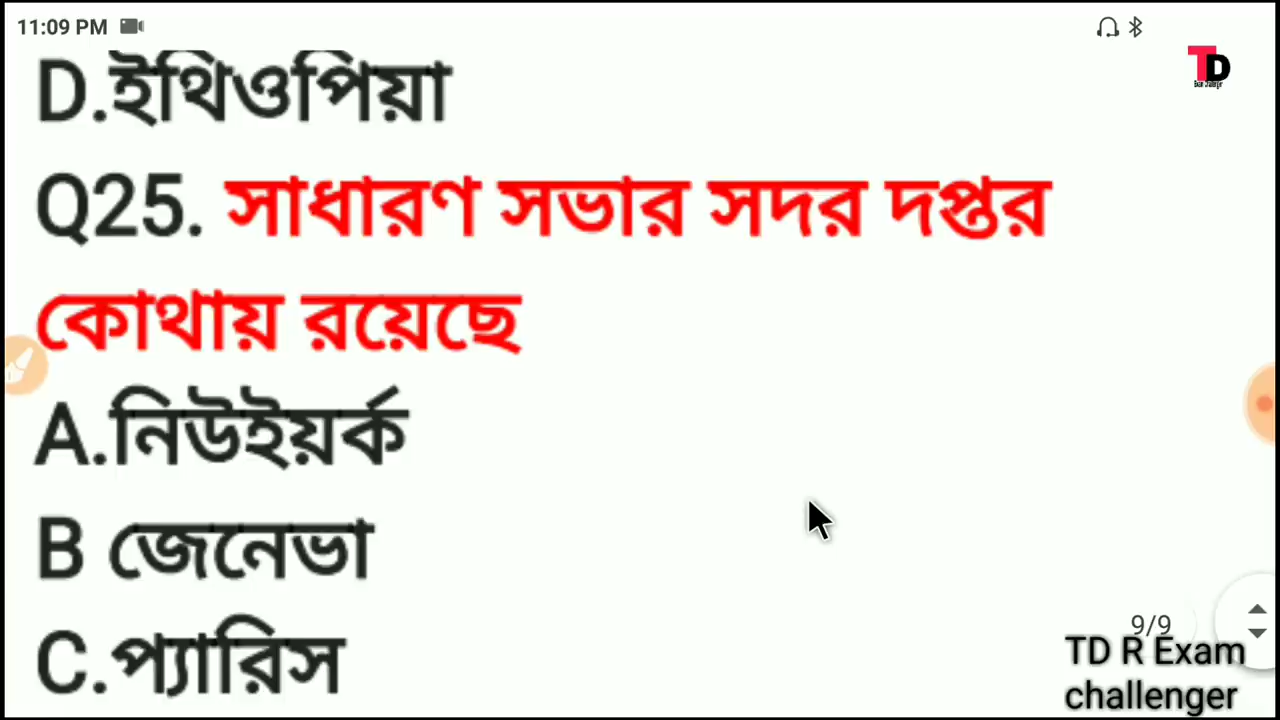 11:09 PM
TD
D.ইথিওপিয়া
Q25. সাধারণ সভার সদর দপ্তর
কোথায় রয়েছে
A.নিউইয়র্ক
B জেনেভা
C.প্যারিস
9/9
TD R Exam
challenger